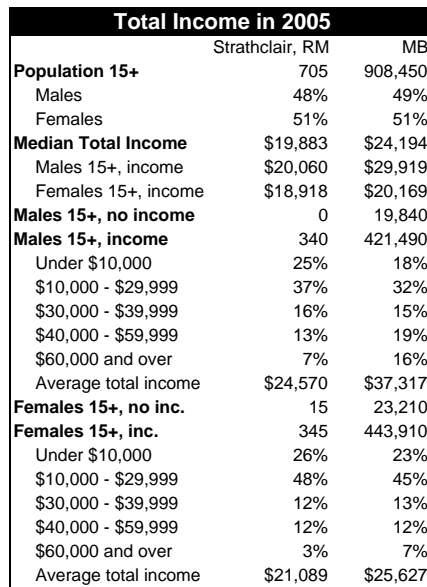 Total Income in 2005
Strathclair, RM MB
Population 15+ 705 908,450
Males 48% 49%
Females 51% 51%
Median Total Income $19,883 $24,194
Males 15+, income $20,060 $29,919
Females 15+, income $18,918 $20,169
Males 15+, no income 0 19,840
Males 15+, income 340 421,490
Under $10,000 25% 18%
$10,000 - $29,999 37% 32%
$30,000 - $39,999 16% 15%
$40,000 - $59,999 13% 19%
$60,000 and over 7% 16%
Average total income $24,570 $37,317
Females 15+, no inc. 15 23,210
Females 15+, inc. 345 443,910
Under $10,000 26% 23%
$10,000 - $29,999 48% 45%
$30,000 - $39,999 12% 13%
$40,000 - $59,999 12% 12%
$60,000 and over 3% 7%
Average total income $21,089 $25,627